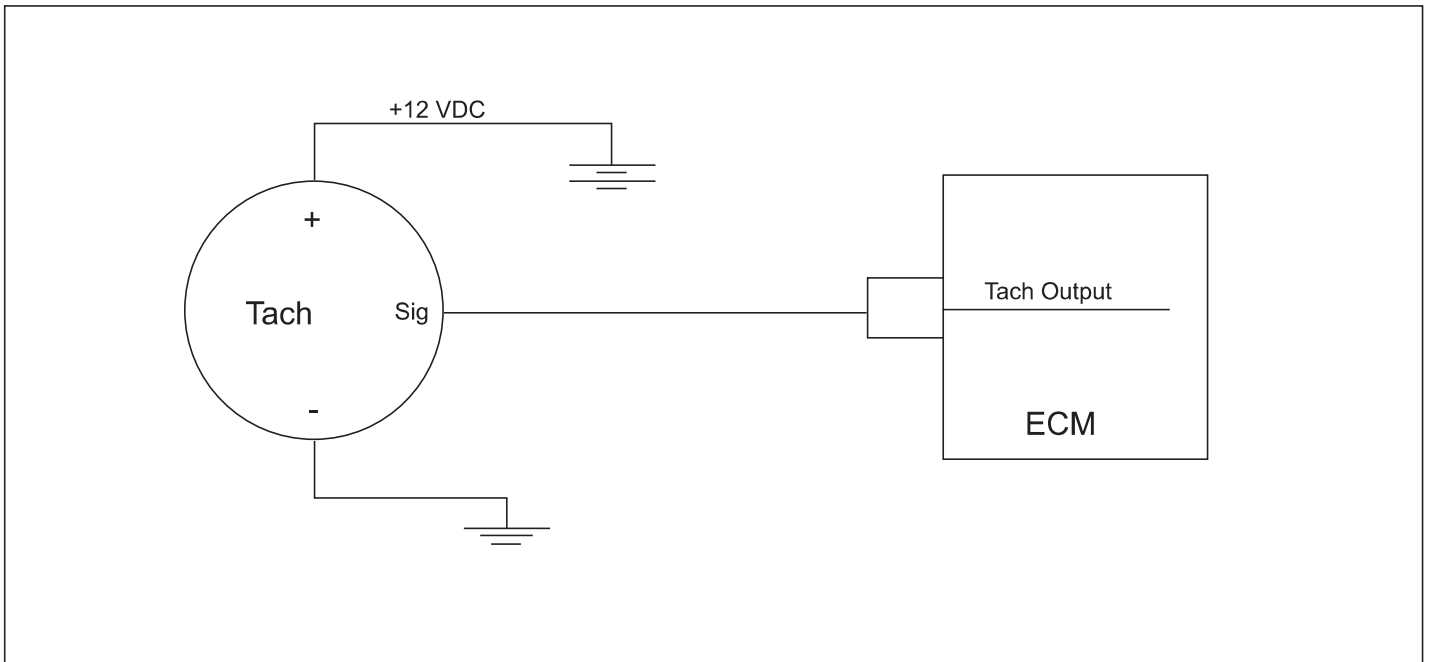 +12 VDC
+
Tach
Sig
-
Tach Output
ECM